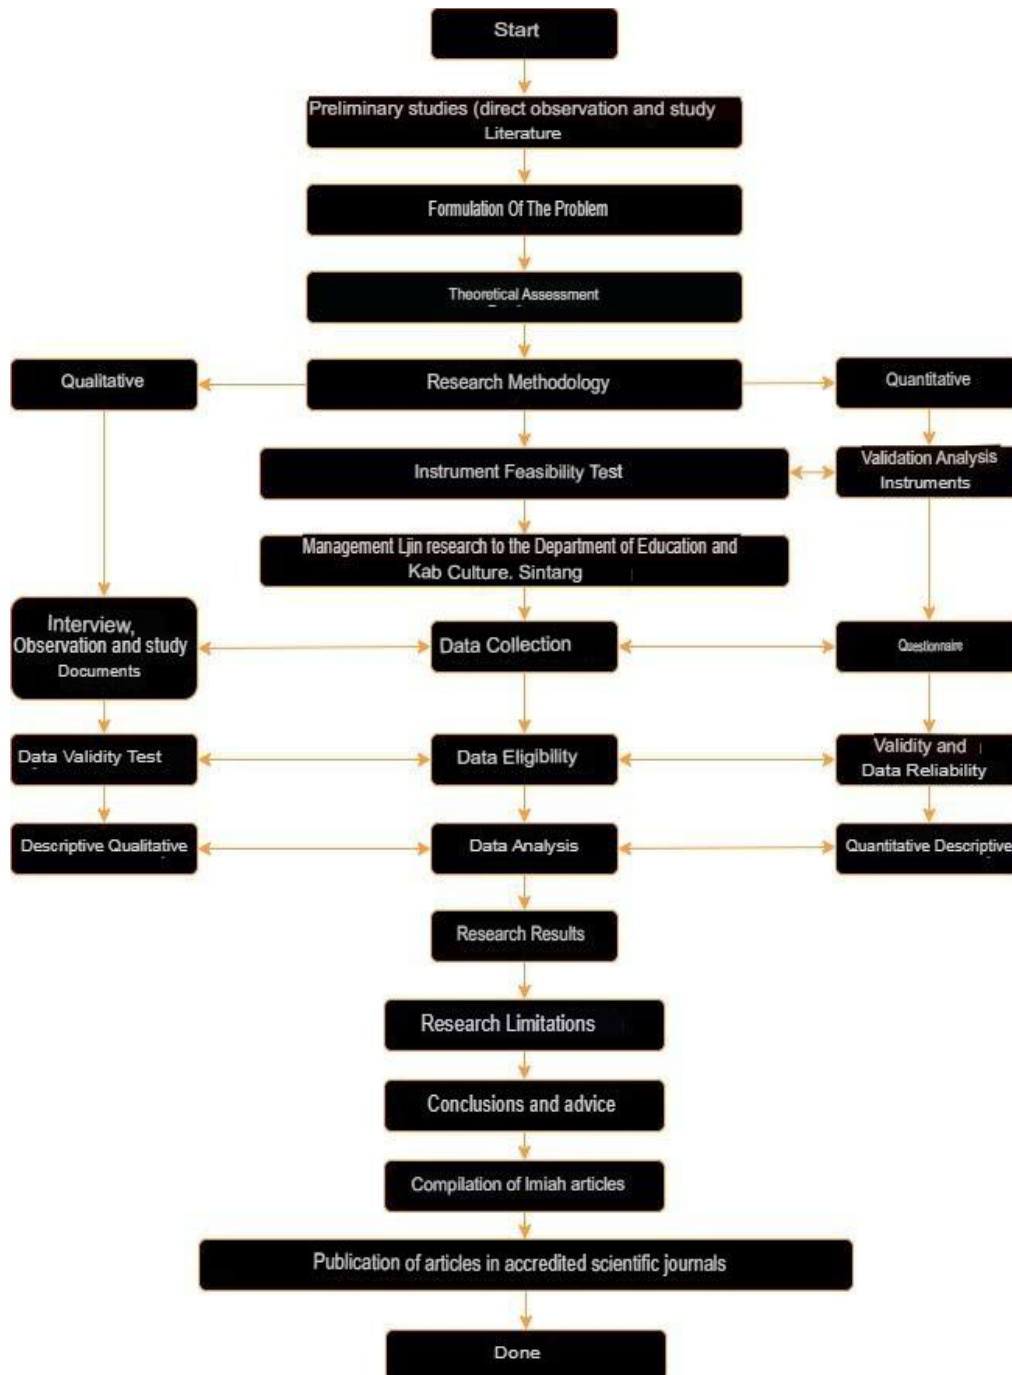 Start
Preliminary studies (direct observation and study
Literature
Formulation Of The Problem
Theoretical Assessment
Qualitative
Research Methodology
Quantitative
Instrument Feasibility Test
Validation Analysis
Instruments
Management Ljin research to the Department of Education and
Kab Culture. Sintang
Interview,
Observation and study
Documents
Data Collection
Questionnaire
Data Validity Test
Data Eligibility
Validity and
Data Reliability
Descriptive Qualitative
Data Analysis
Quantitative Descriptive
Research Results
Research Limitations
Conclusions and advice
Compilation of Imiah articles
Publication of articles in accredited scientific journals
Done